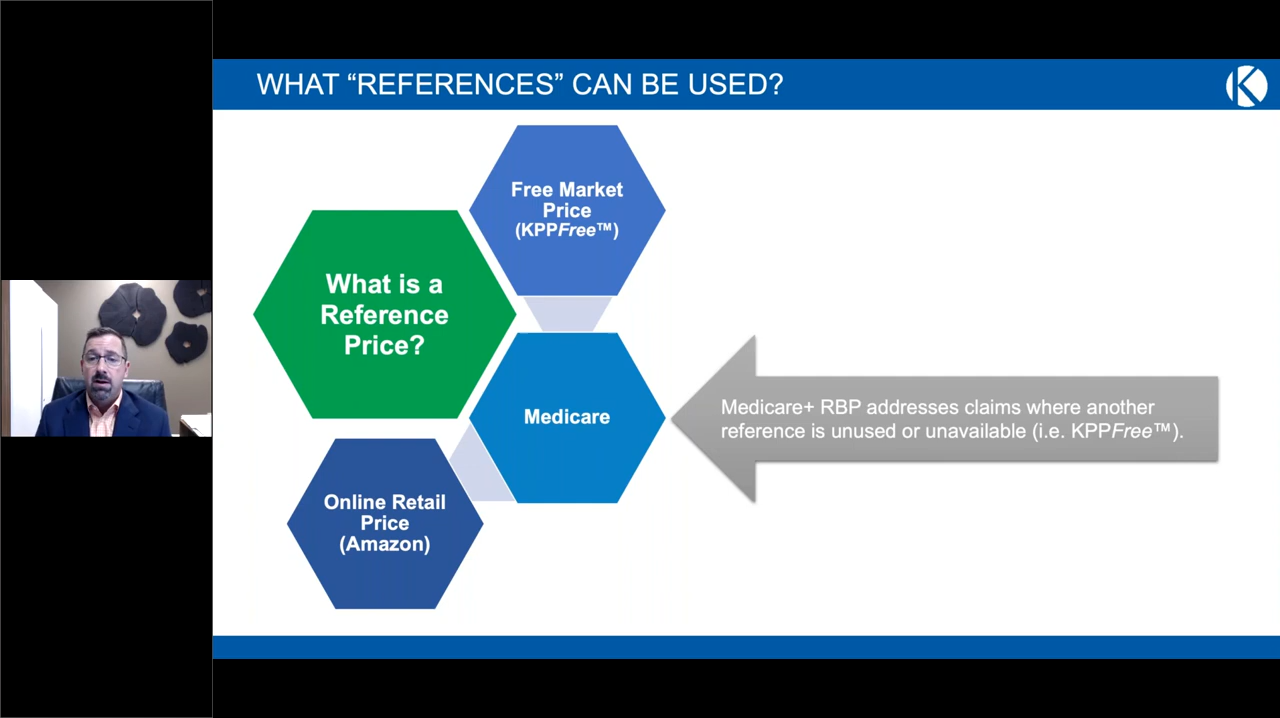 WHAT “REFERENCES” CAN BE USED?
Free Market
Price
(KPPFree™)
What is a
Reference
Price?
Medicare
Medicare+ RBP addresses claims where another
reference is unused or unavailable (i.e. KPPFree™).
Online Retail
Price
(Amazon)